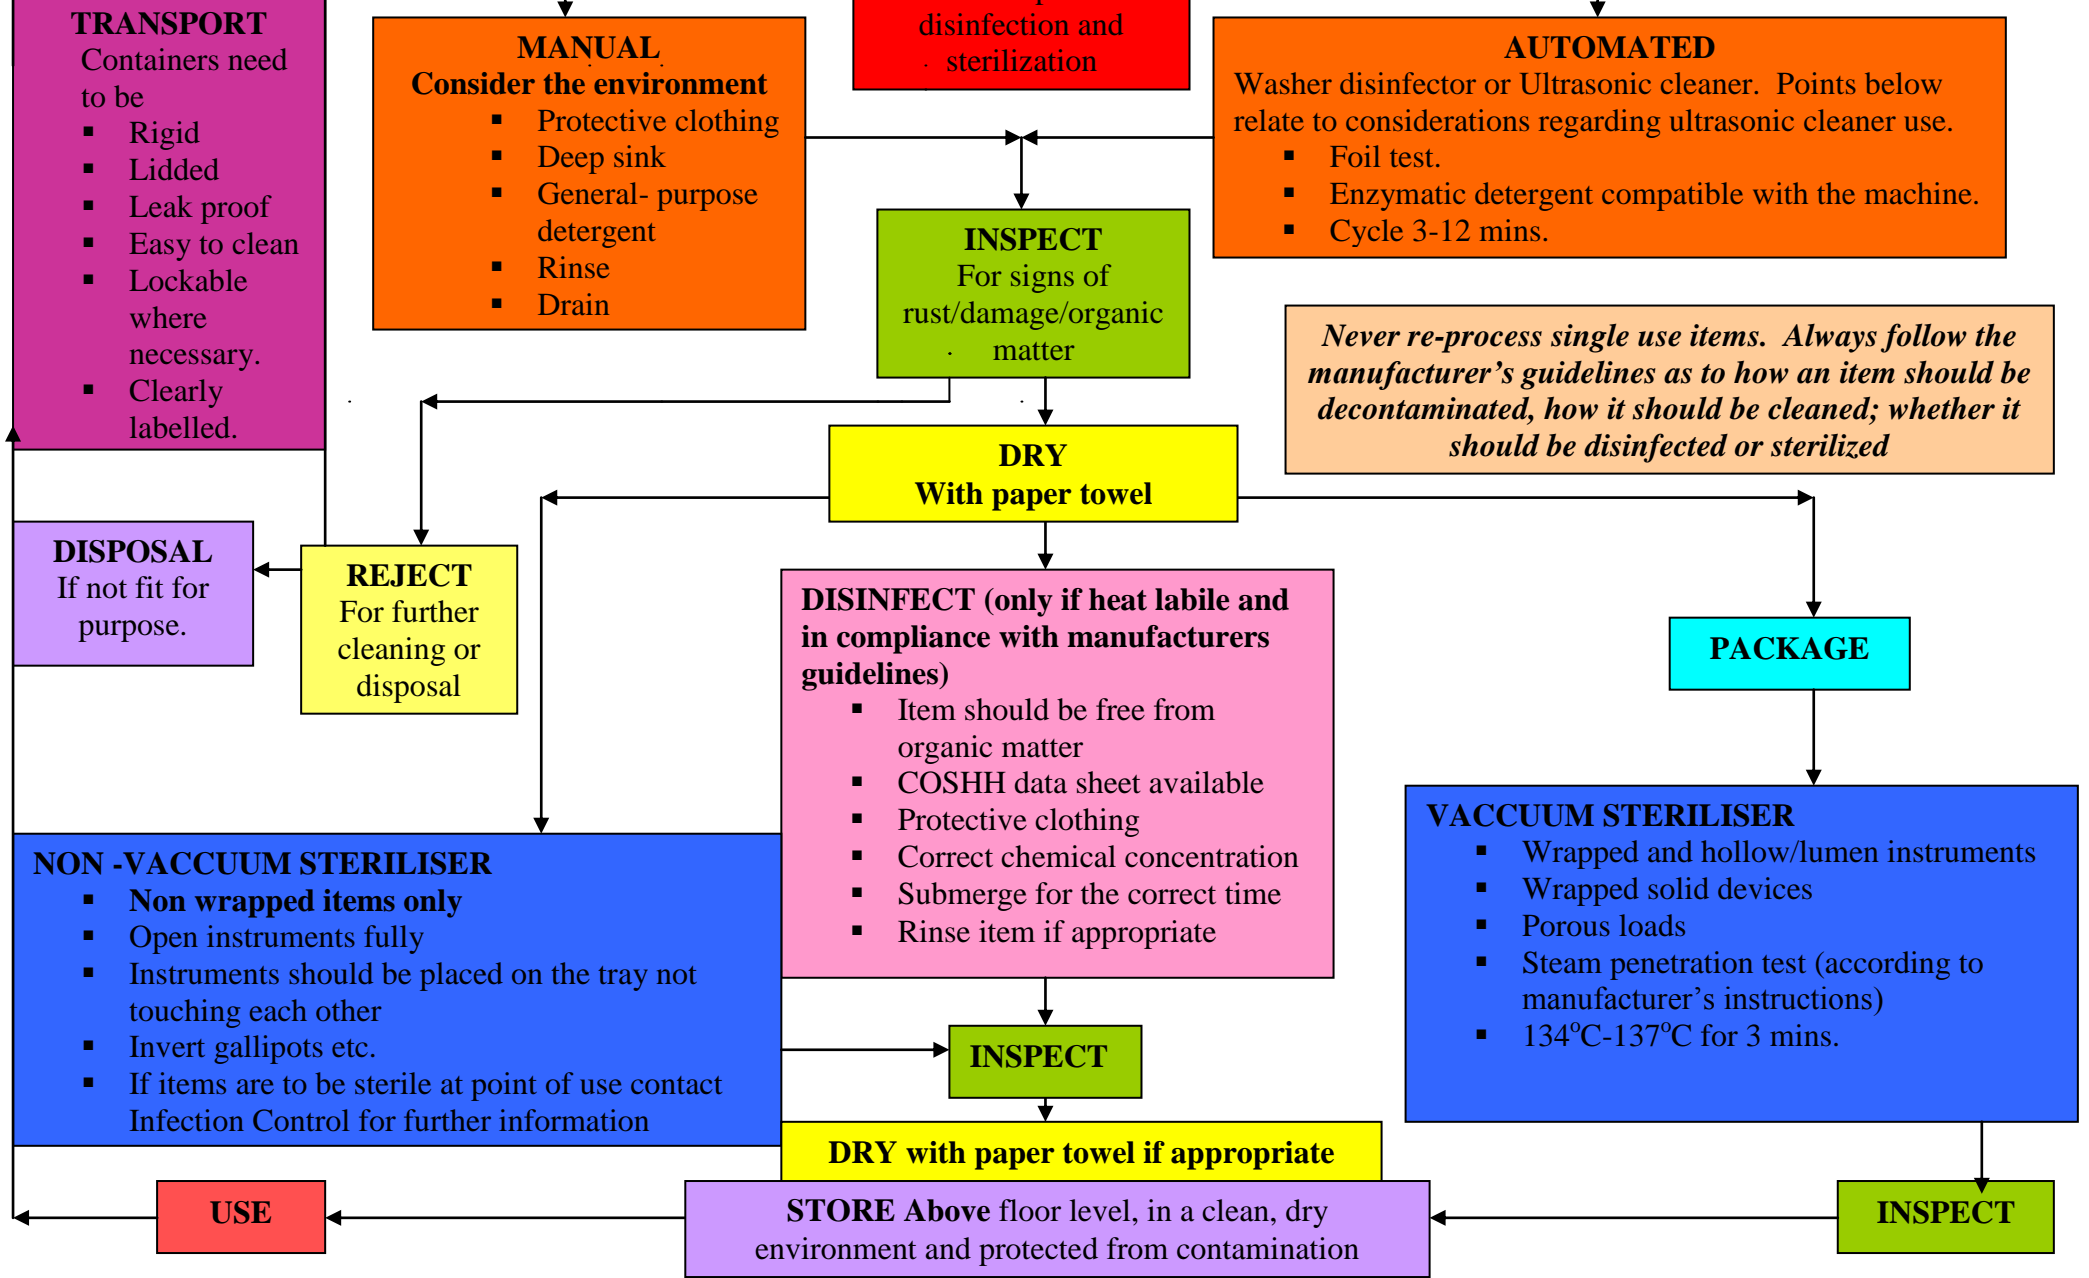 TRANSPORT
Containers need
to be
▪ Rigid
▪ Lidded
▪ Leak proof
▪ Easy to clean
▪ Lockable
where
necessary.
▪ Clearly
labelled.
MANUAL
Consider the environment
▪ Protective clothing
▪ Deep sink
▪ General- purpose
detergent
▪ Rinse
▪ Drain
disinfection and
sterilization
AUTOMATED
Washer disinfector or Ultrasonic cleaner. Points below
relate to considerations regarding ultrasonic cleaner use.
▪ Foil test.
▪ Enzymatic detergent compatible with the machine.
▪ Cycle 3-12 mins.
INSPECT
For signs of
rust/damage/organic
matter
Never re-process single use items. Always follow the
manufacturer’s guidelines as to how an item should be
decontaminated, how it should be cleaned; whether it
should be disinfected or sterilized
DRY
With paper towel
DISPOSAL
If not fit for
purpose.
REJECT
For further
cleaning or
disposal
DISINFECT (only if heat labile and
in compliance with manufacturers
guidelines)
▪ Item should be free from
organic matter
▪ COSHH data sheet available
▪ Protective clothing
▪ Correct chemical concentration
▪ Submerge for the correct time
▪ Rinse item if appropriate
PACKAGE
NON -VACCUUM STERILISER
▪ Non wrapped items only
▪ Open instruments fully
▪ Instruments should be placed on the tray not
touching each other
▪ Invert gallipots etc.
▪ If items are to be sterile at point of use contact
Infection Control for further information
VACCUUM STERILISER
▪ Wrapped and hollow/lumen instruments
▪ Wrapped solid devices
▪ Porous loads
▪ Steam penetration test (according to
manufacturer’s instructions)
▪ 134°C-137°C for 3 mins.
INSPECT
DRY with paper towel if appropriate
USE
STORE Above floor level, in a clean, dry
environment and protected from contamination
INSPECT